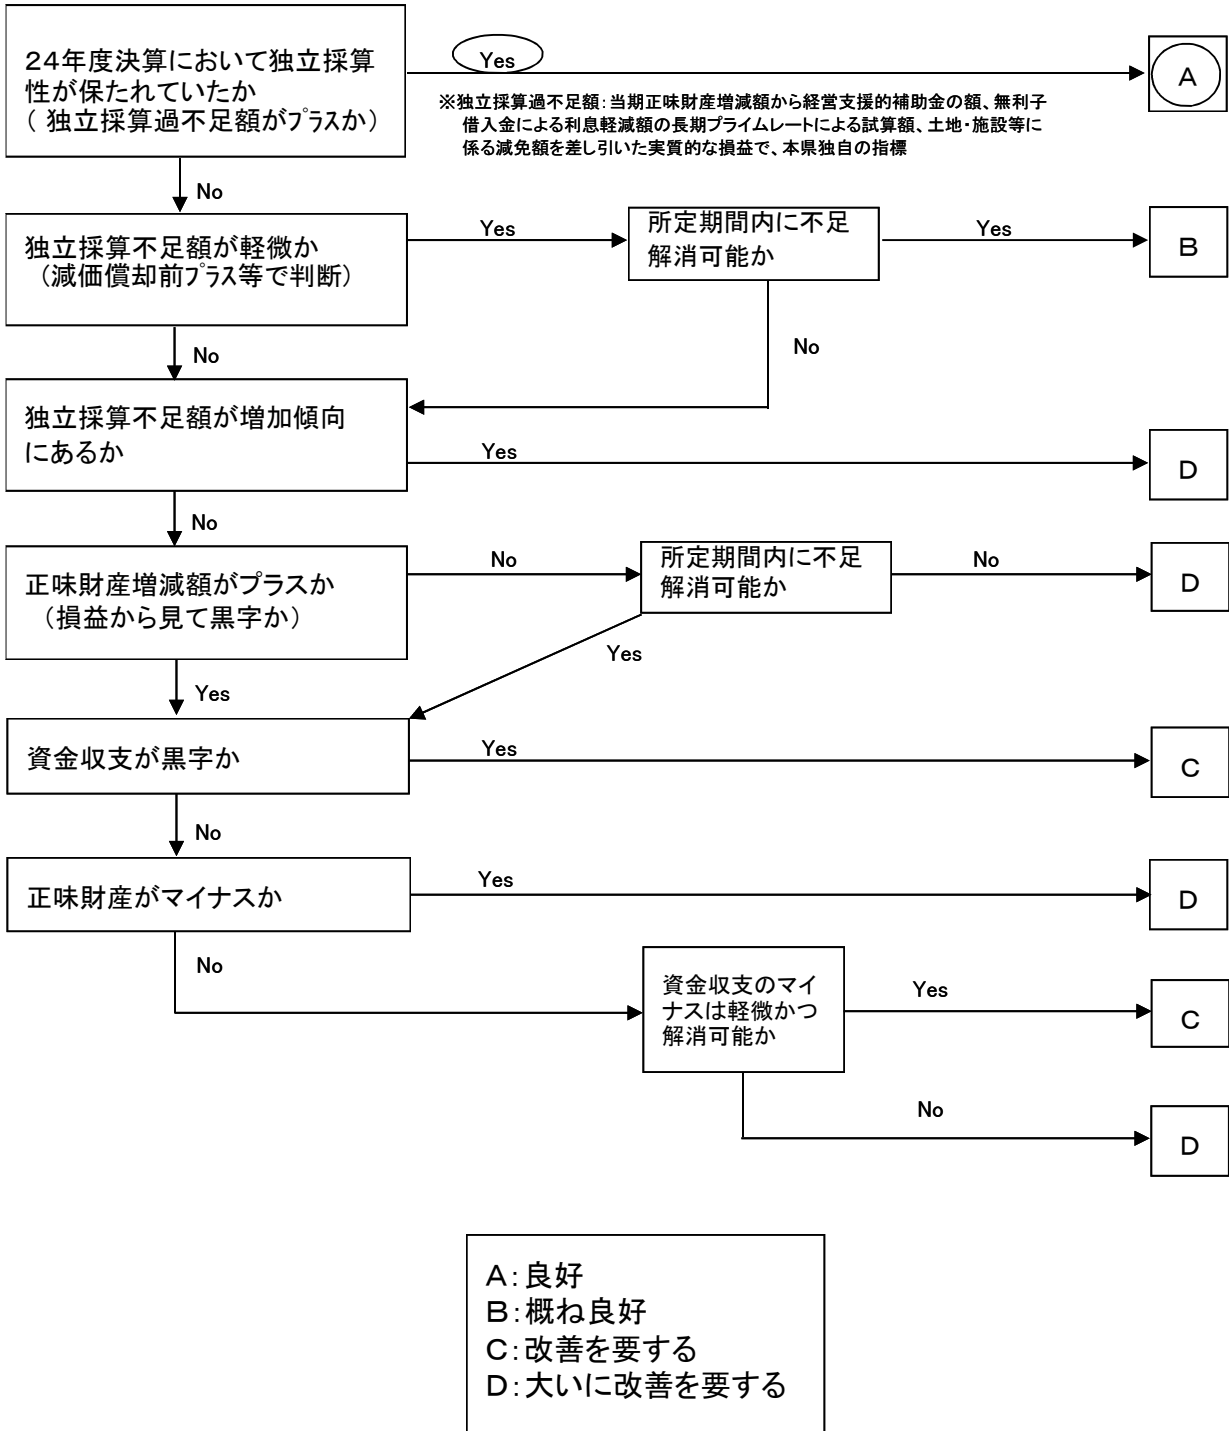 ２４年度決算において独立採算
性が保たれていたか
（ 独立採算過不足額がﾌﾟﾗｽか）
Yes
A
※独立採算過不足額：当期正味財産増減額から経営支援的補助金の額、無利子
借入金による利息軽減額の長期プライムレートによる試算額、土地・施設等に
係る減免額を差し引いた実質的な損益で、本県独自の指標
No
独立採算不足額が軽微か
（減価償却前ﾌﾟﾗｽ等で判断）
Yes
所定期間内に不足
解消可能か
Yes
B
No
No
独立採算不足額が増加傾向
にあるか
Yes
D
No
正味財産増減額がプラスか
（損益から見て黒字か）
No
所定期間内に不足
解消可能か
No
D
Yes
Yes
資金収支が黒字か
Yes
C
No
正味財産がマイナスか
Yes
D
No
資金収支のマイ
ナスは軽微かつ
解消可能か
Yes
C
No
D
A：良好
B：概ね良好
C：改善を要する
D：大いに改善を要する